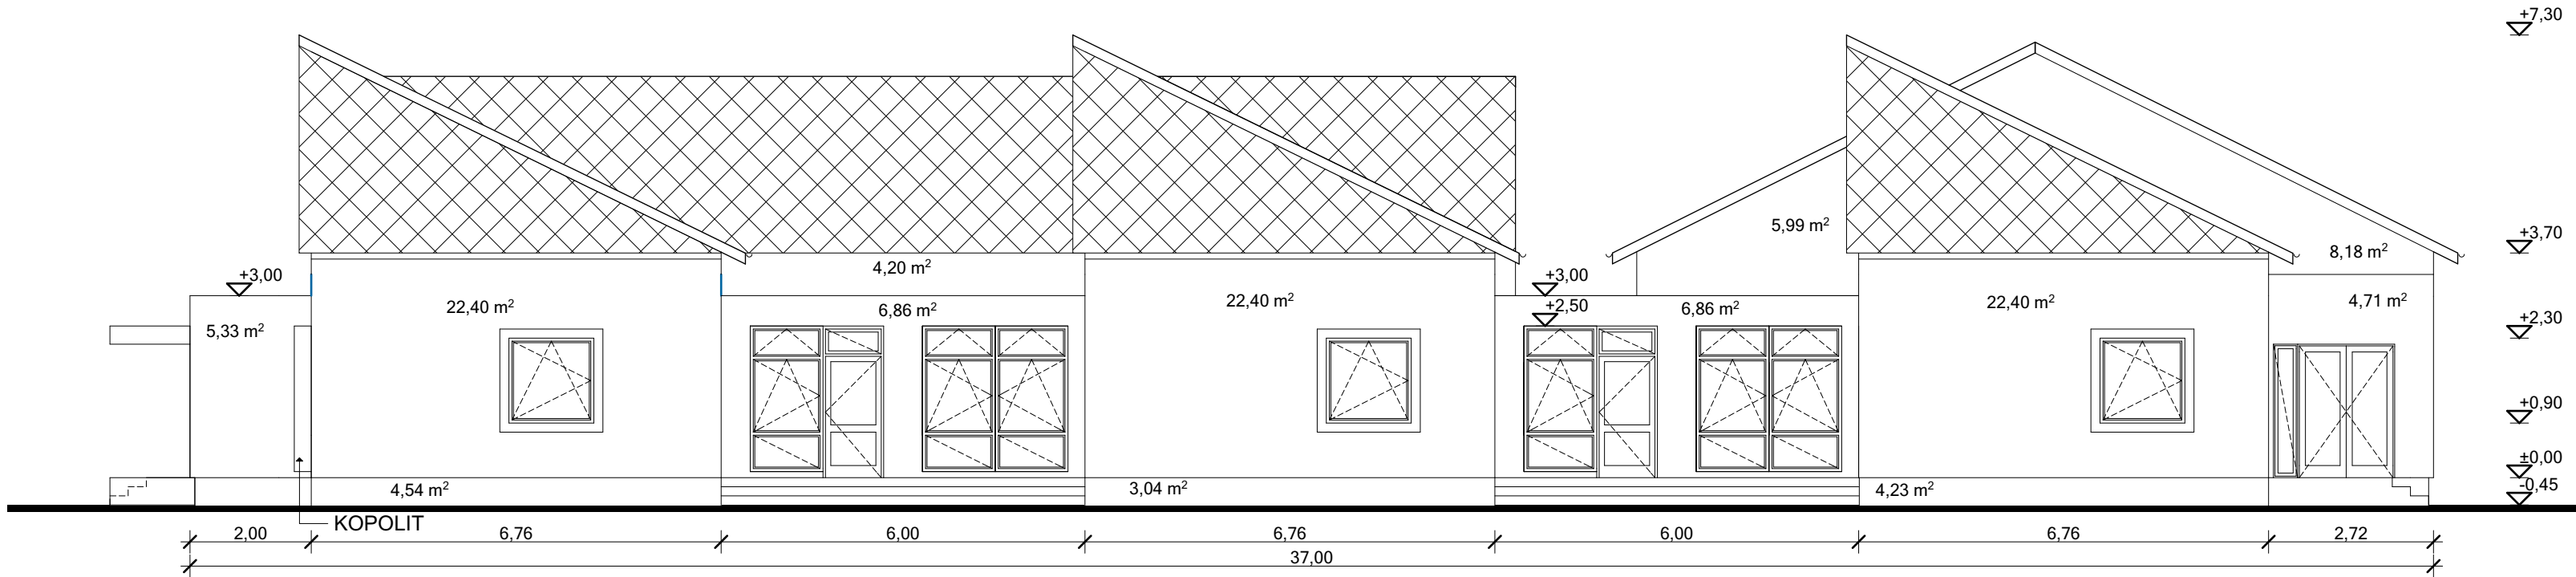 +7,30
5,99 m²
+3,70
8,18 m²
4,20 m²
+3,00
+3,00
22,40 m²
6,86 m²
22,40 m²
+2,50
6,86 m²
22,40 m²
4,71 m²
5,33 m²
+2,30
+0,90
±0,00
-0,45
4,54 m²
3,04 m²
4,23 m²
KOPOLIT
2,00
6,76
6,00
6,76
6,00
6,76
2,72
37,00